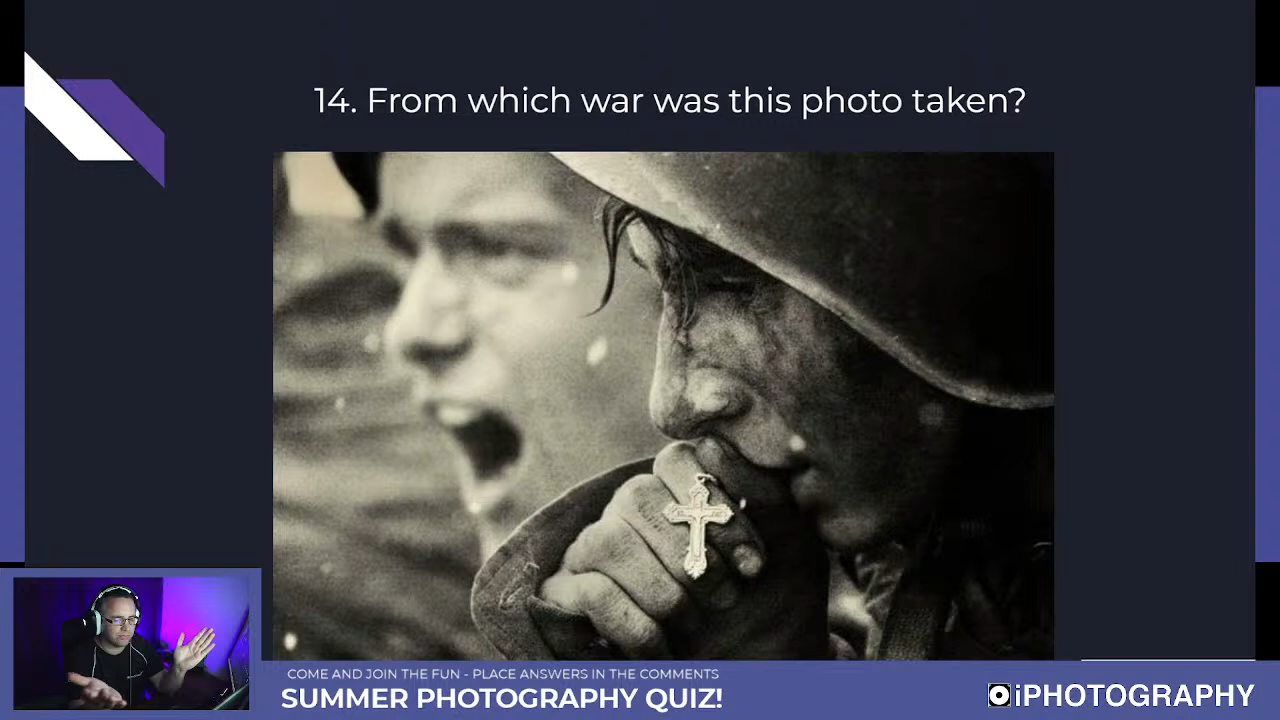 14. From which war was this photo taken?
COME AND JOIN THE FUN - PLACE ANSWERS IN THE COMMENTS
SUMMER PHOTOGRAPHY QUIZ!
iPHOTOGRAPHY